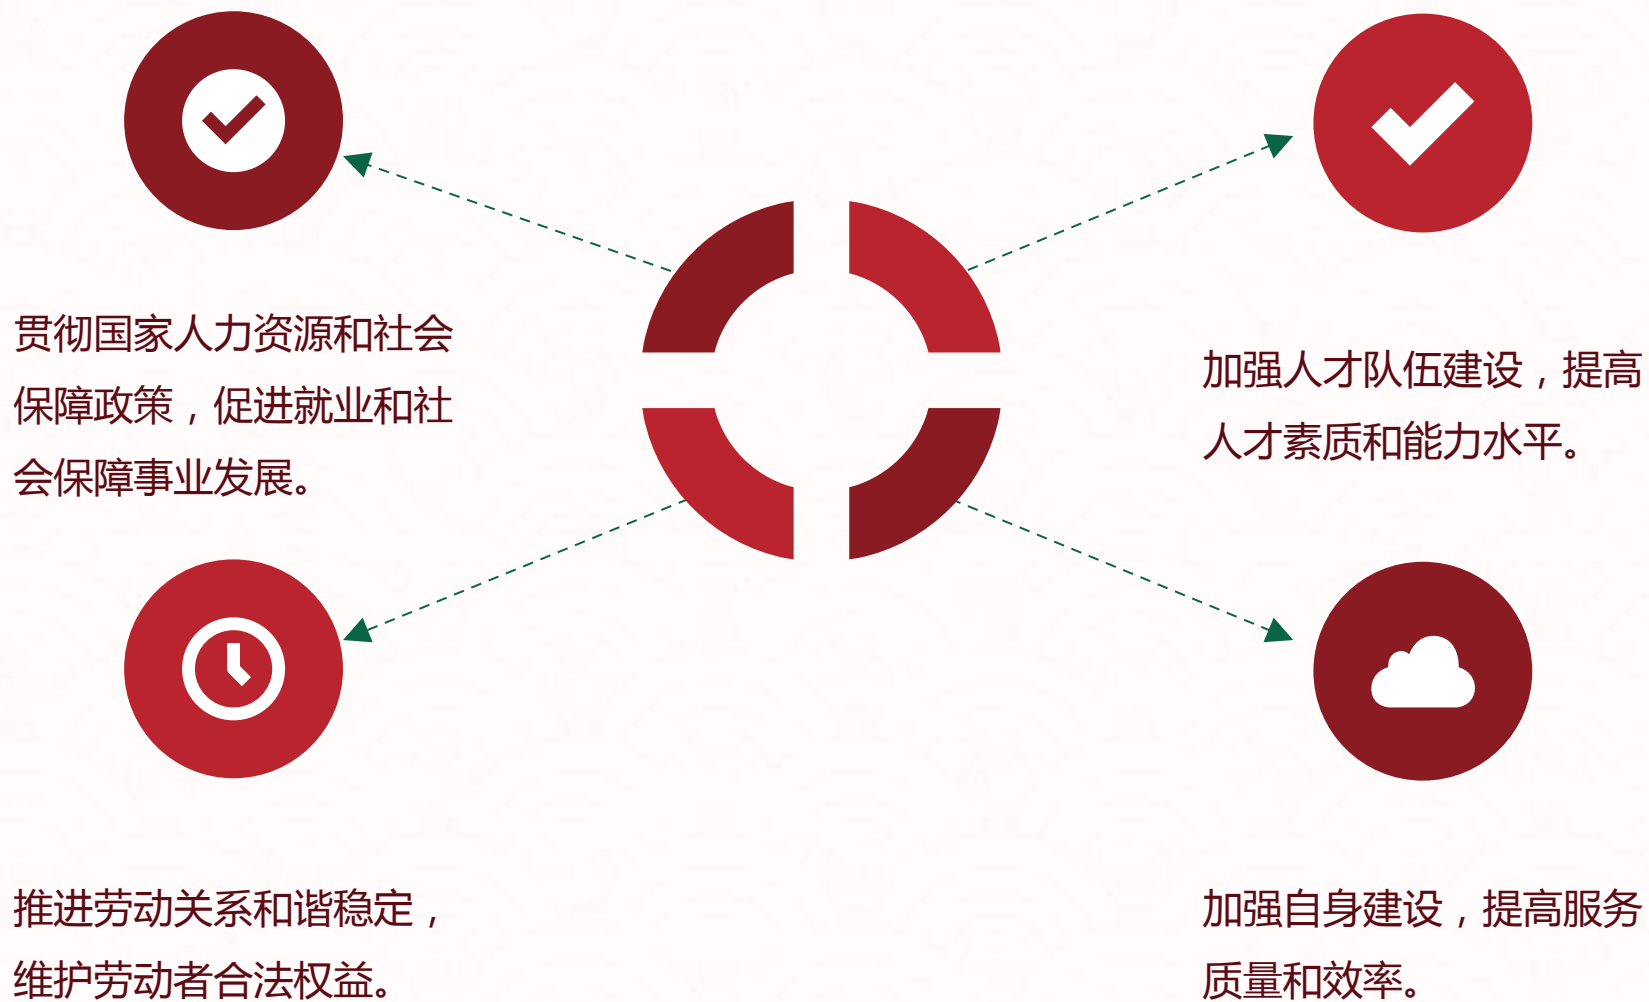 贯彻国家人力资源和社会
保障政策，促进就业和社
会保障事业发展。
加强人才队伍建设，提高
人才素质和能力水平。
推进劳动关系和谐稳定，
维护劳动者合法权益。
加强自身建设，提高服务
质量和效率。